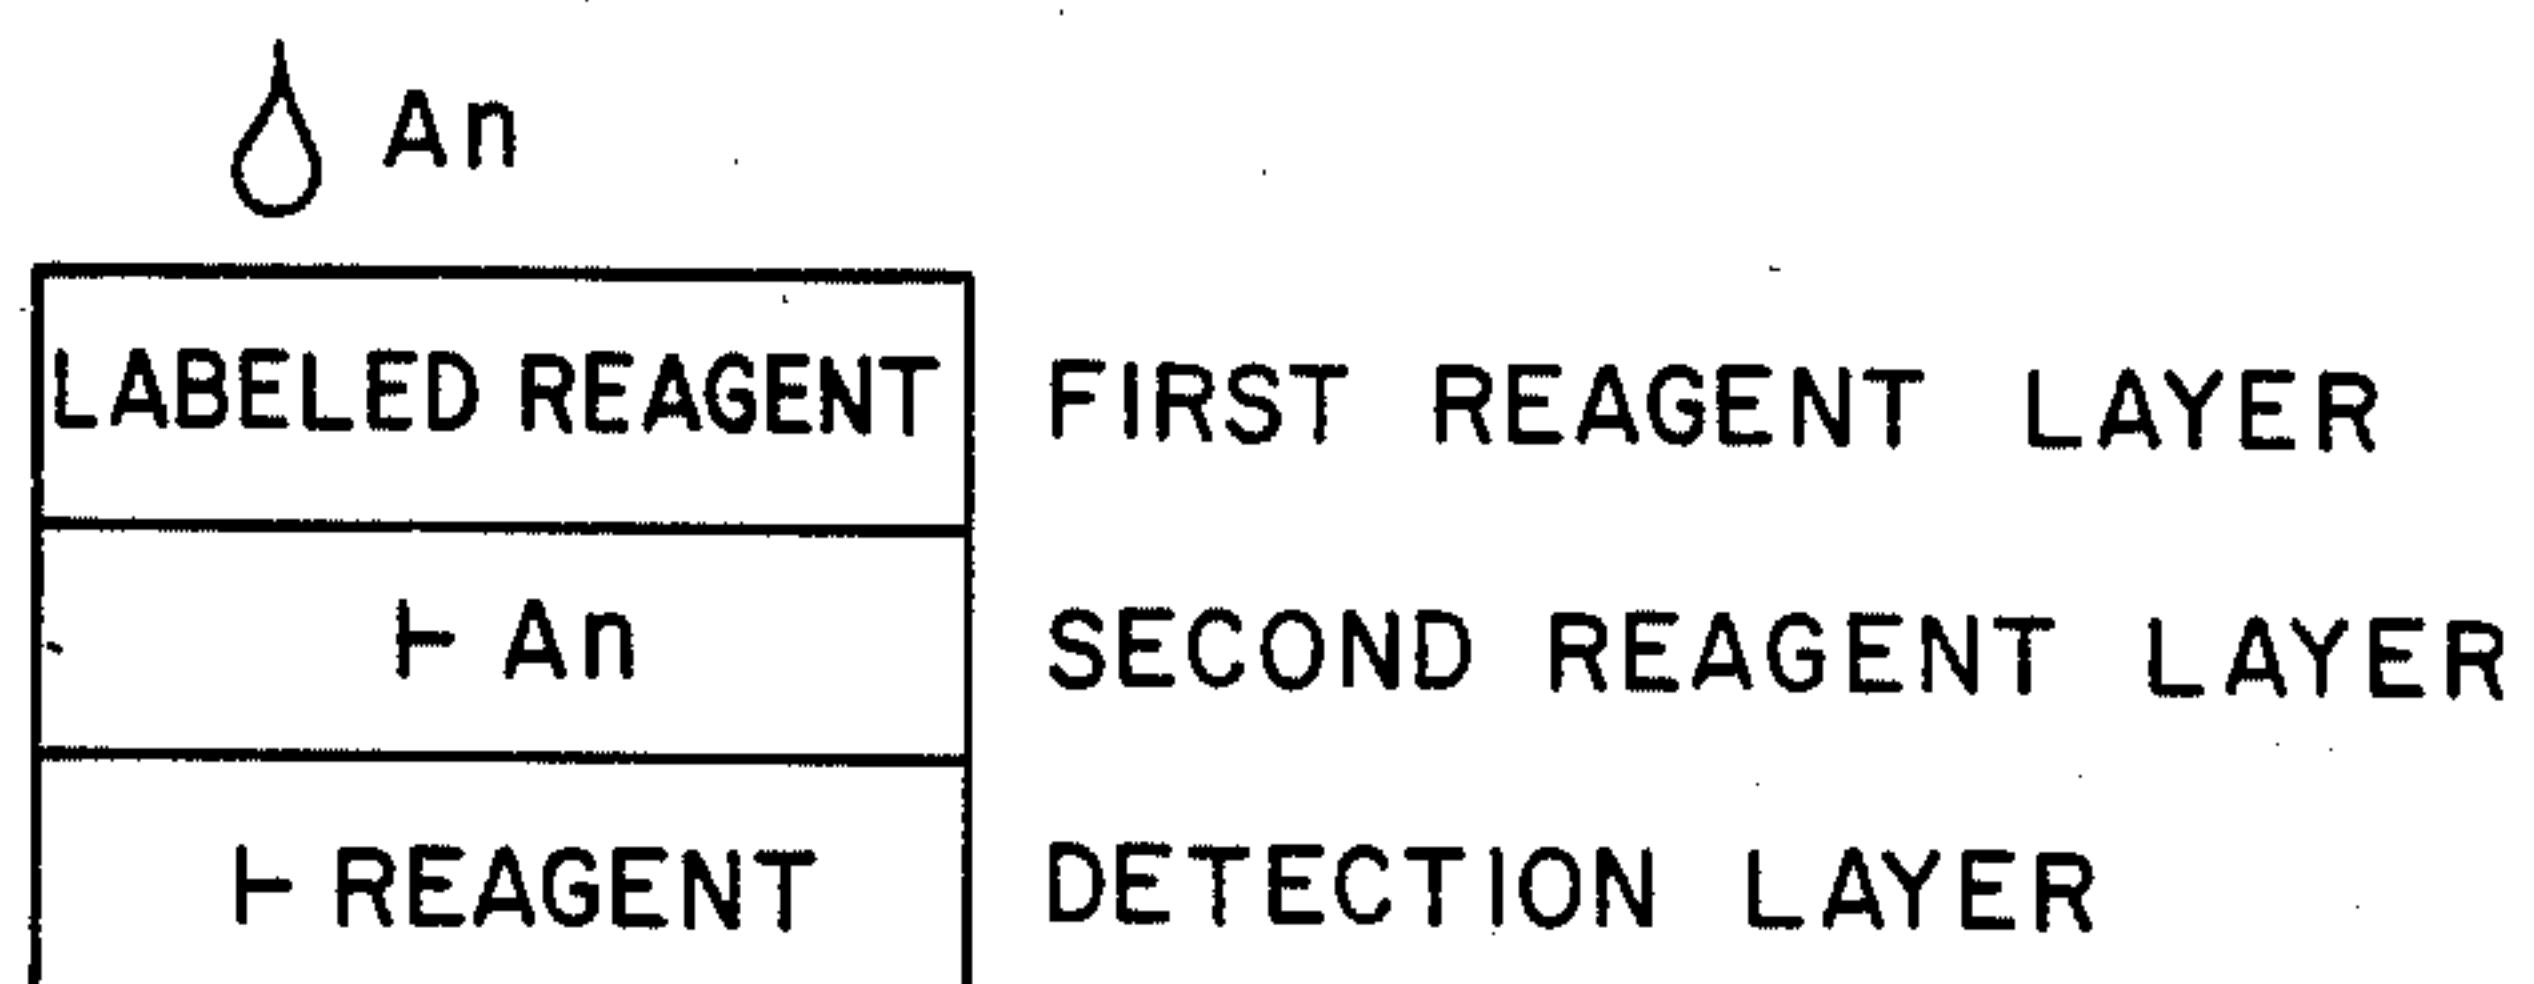 An
LABELED REAGENT FIRST REAGENT LAYER
⊢ An SECOND REAGENT LAYER
⊢ REAGENT DETECTION LAYER